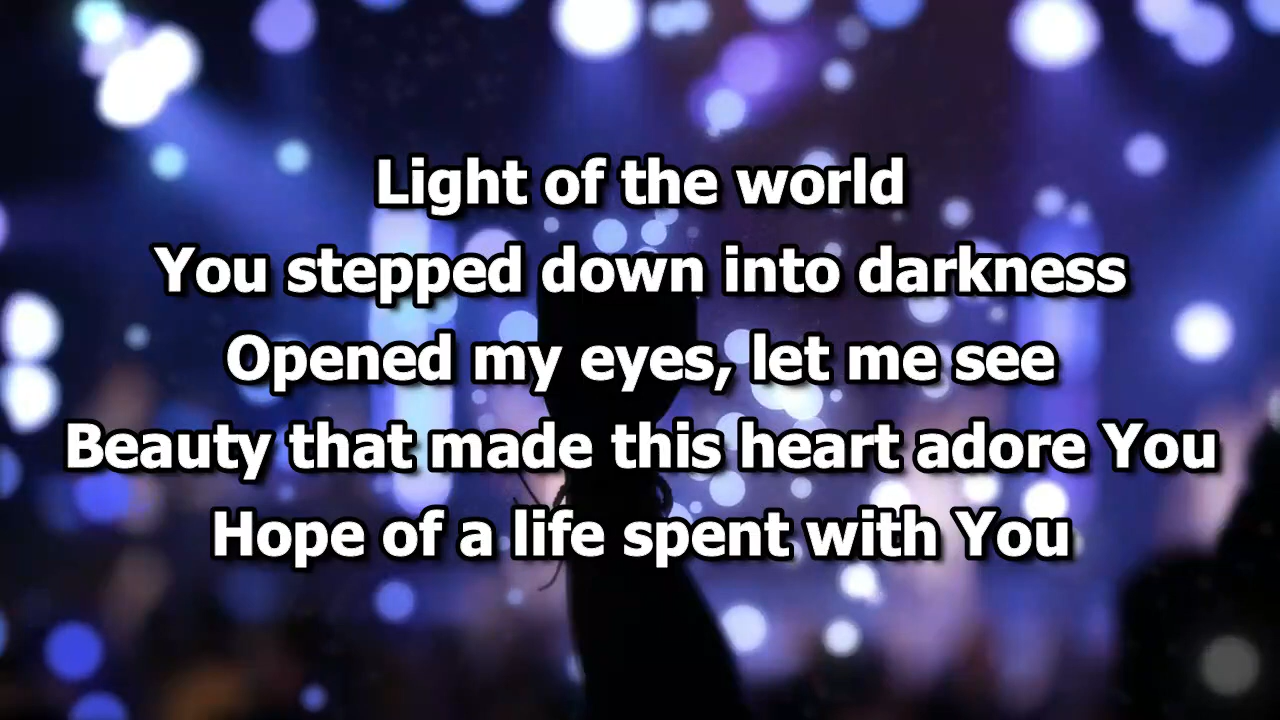 Light of the world
You stepped down into darkness
Opened my eyes, let me see
Beauty that made this heart adore You
Hope of a life spent with You